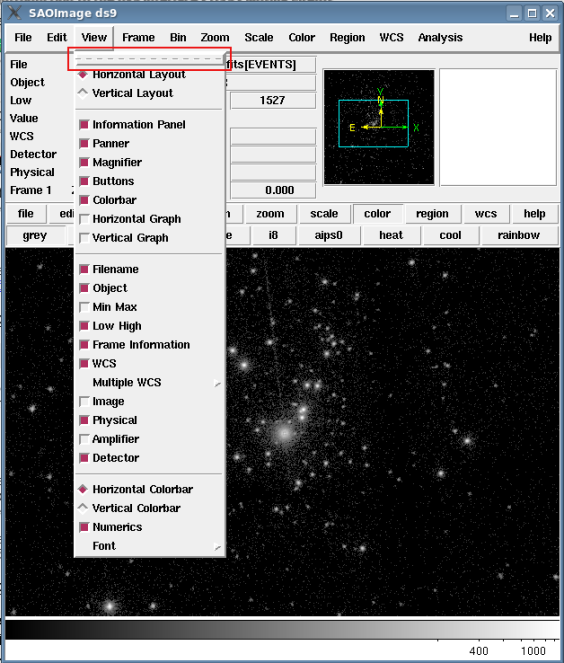 SAOImage ds9
File Edit View Frame Bin Zoom Scale Color Region WCS Analysis Help
File
Object
Low
Value
WCS
Detector
Physical
Frame 1
fits[EVENTS]
1527
0.000
Y
N
E
X
Horizontal Layout
Vertical Layout
Information Panel
Panner
Magnifier
Buttons
Colorbar
Horizontal Graph
Vertical Graph
Filename
Object
Min Max
Low High
Frame Information
WCS
Multiple WCS
Image
Physical
Amplifier
Detector
Horizontal Colorbar
Vertical Colorbar
Numerics
Font
file zoom scale color region wcs help
grey i8 aips0 heat cool rainbow
400 1000